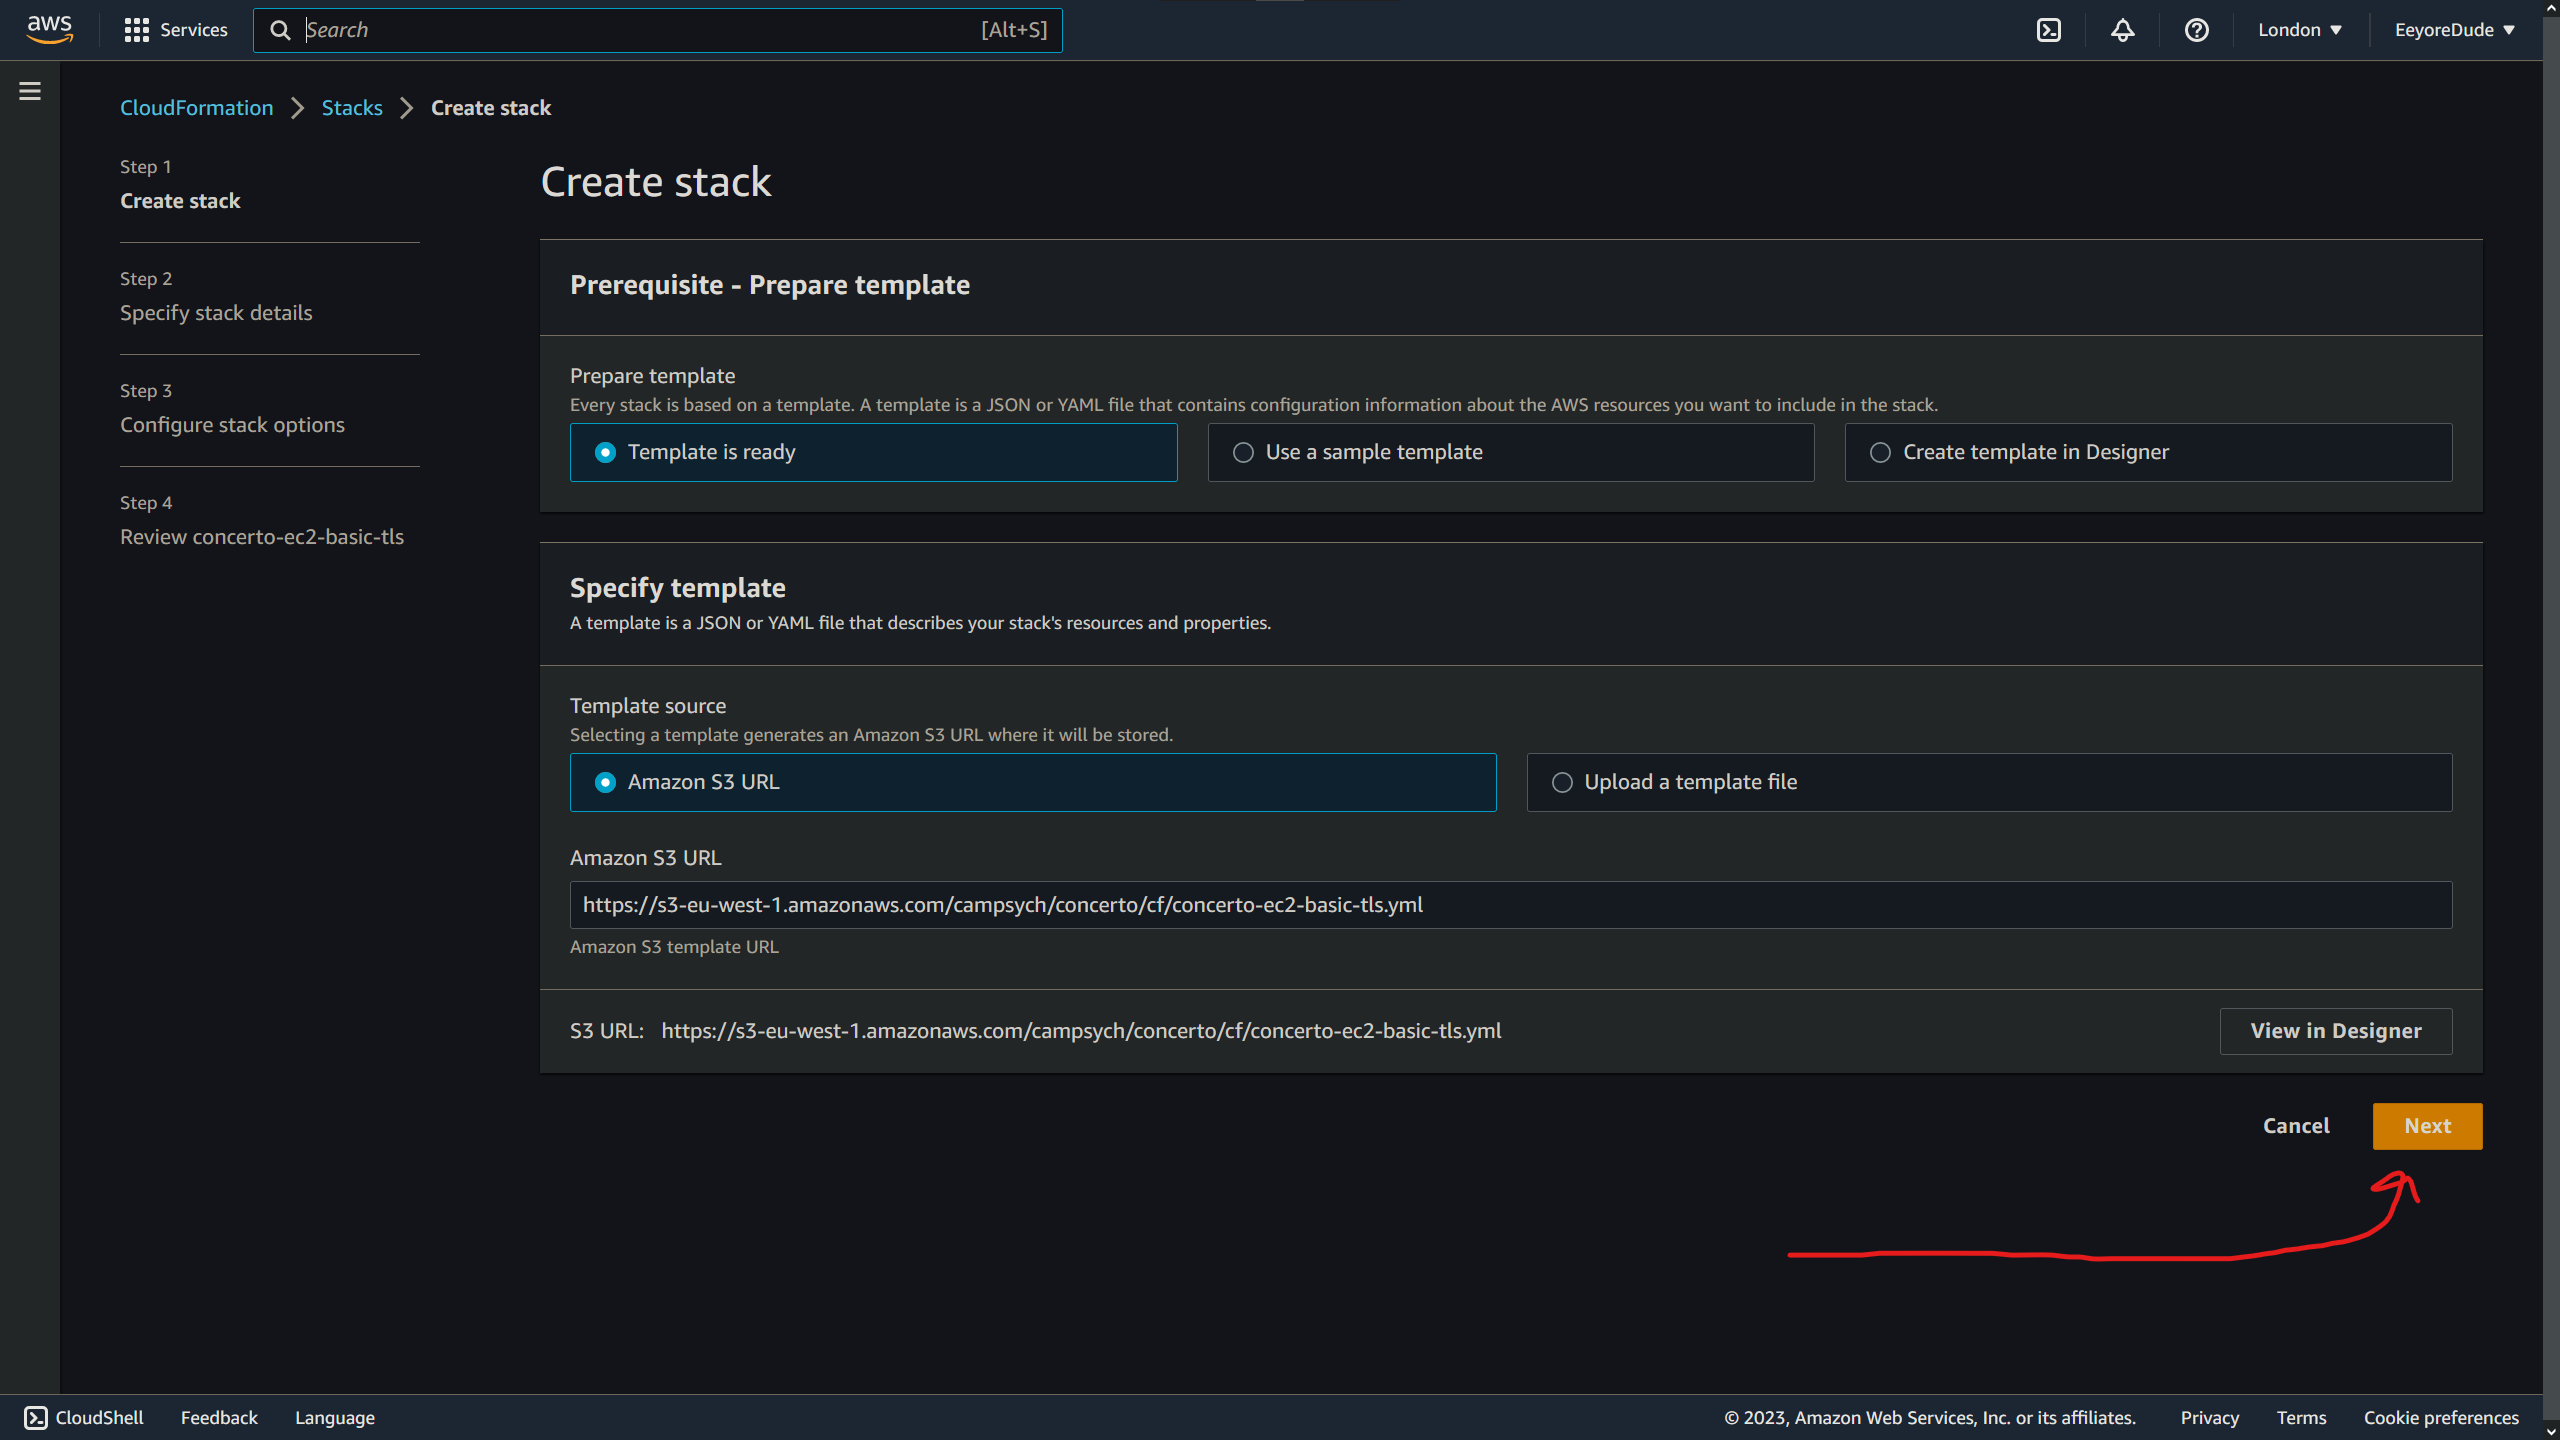 aws
Services
Search
[Alt+S]
London
EeyoreDude
CloudFormation
Stacks
Create stack
Step 1
Create stack
Step 2
Specify stack details
Step 3
Configure stack options
Step 4
Review concerto-ec2-basic-tls
Create stack
Prerequisite - Prepare template
Prepare template
Every stack is based on a template. A template is a JSON or YAML file that contains configuration information about the AWS resources you want to include in the stack.
Template is ready
Use a sample template
Create template in Designer
Specify template
A template is a JSON or YAML file that describes your stack's resources and properties.
Template source
Selecting a template generates an Amazon S3 URL where it will be stored.
Amazon S3 URL
Upload a template file
Amazon S3 URL
https://s3-eu-west-1.amazonaws.com/campsych/concerto/cf/concerto-ec2-basic-tls.yml
Amazon S3 template URL
S3 URL: https://s3-eu-west-1.amazonaws.com/campsych/concerto/cf/concerto-ec2-basic-tls.yml
View in Designer
Cancel
Next
CloudShell
Feedback
Language
© 2023, Amazon Web Services, Inc. or its affiliates.
Privacy
Terms
Cookie preferences